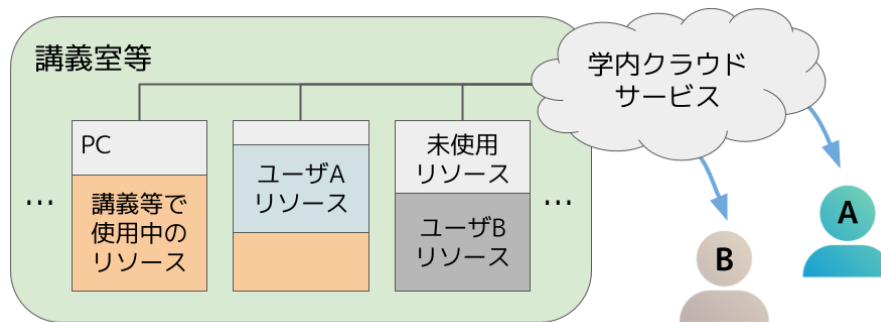 講義室等
学内クラウド
サービス
PC
講義等で
使用中の
リソース
ユーザA
リソース
未使用
リソース
ユーザB
リソース
…
…
A
B